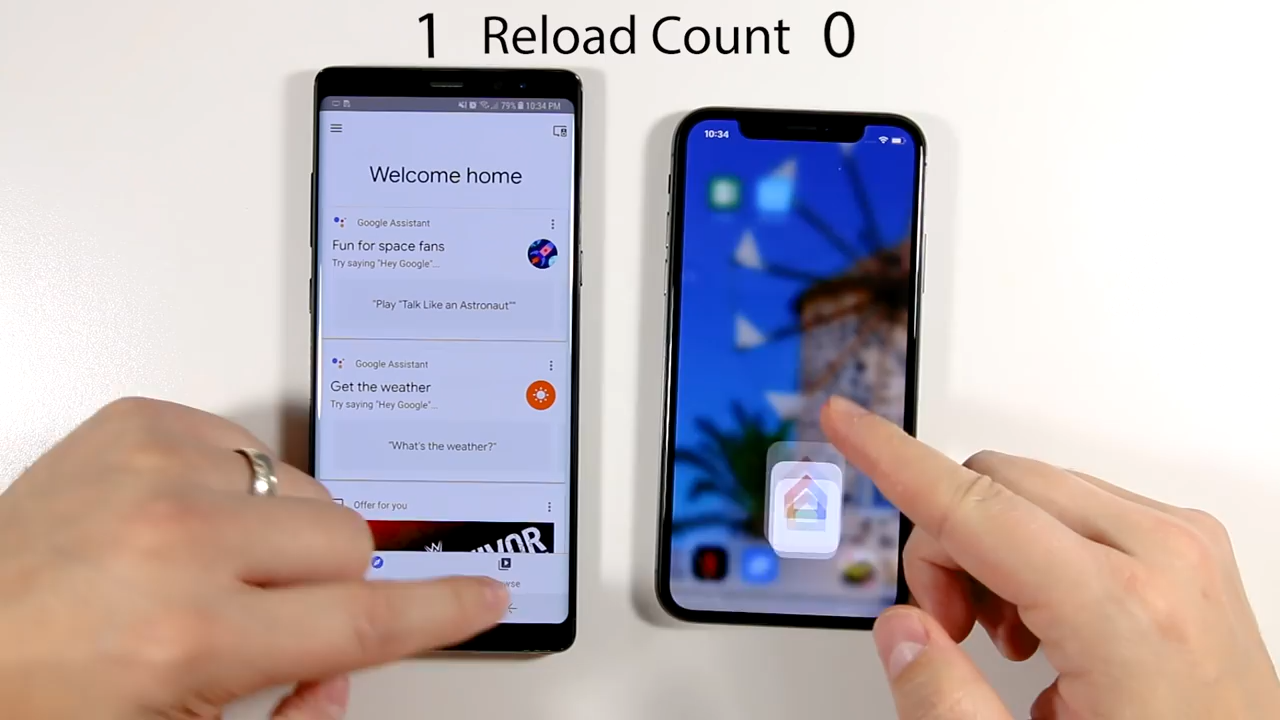 1 Reload Count 0
79% 10:34 PM
Welcome home
Google Assistant
Fun for space fans
Try saying "Hey Google"...
"Play "Talk Like an Astronaut""
Google Assistant
Get the weather
Try saying "Hey Google"...
"What's the weather?"
Offer for you
10:34